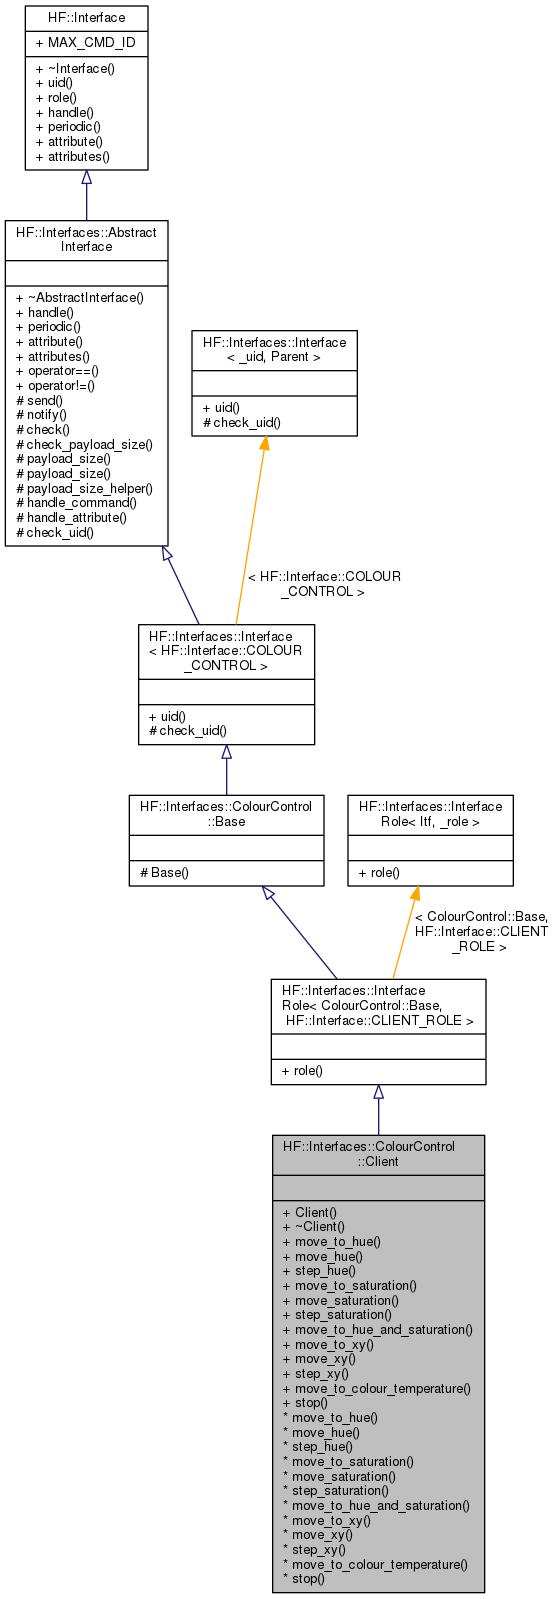 HF::Interface
+ MAX_CMD_ID
+ ~Interface()
+ uid()
+ role()
+ handle()
+ periodic()
+ attribute()
+ attributes()
HF::Interfaces::Abstract
Interface
+ ~AbstractInterface()
+ handle()
+ periodic()
+ attribute()
+ attributes()
+ operator==()
+ operator!=()
# send()
# notify()
# check()
# check_payload_size()
# payload_size()
# payload_size()
# payload_size_helper()
# handle_command()
# handle_attribute()
# check_uid()
HF::Interfaces::Interface
< _uid, Parent >
+ uid()
# check_uid()
< HF::Interface::COLOUR
_CONTROL >
HF::Interfaces::Interface
< HF::Interface::COLOUR
_CONTROL >
+ uid()
# check_uid()
HF::Interfaces::ColourControl
::Base
# Base()
HF::Interfaces::Interface
Role< Itf, _role >
+ role()
< ColourControl::Base,
HF::Interface::CLIENT
_ROLE >
HF::Interfaces::Interface
Role< ColourControl::Base,
HF::Interface::CLIENT_ROLE >
+ role()
HF::Interfaces::ColourControl
::Client
+ Client()
+ ~Client()
+ move_to_hue()
+ move_hue()
+ step_hue()
+ move_to_saturation()
+ move_saturation()
+ step_saturation()
+ move_to_hue_and_saturation()
+ move_to_xy()
+ move_xy()
+ step_xy()
+ move_to_colour_temperature()
+ stop()
* move_to_hue()
* move_hue()
* step_hue()
* move_to_saturation()
* move_saturation()
* step_saturation()
* move_to_hue_and_saturation()
* move_to_xy()
* move_xy()
* step_xy()
* move_to_colour_temperature()
* stop()